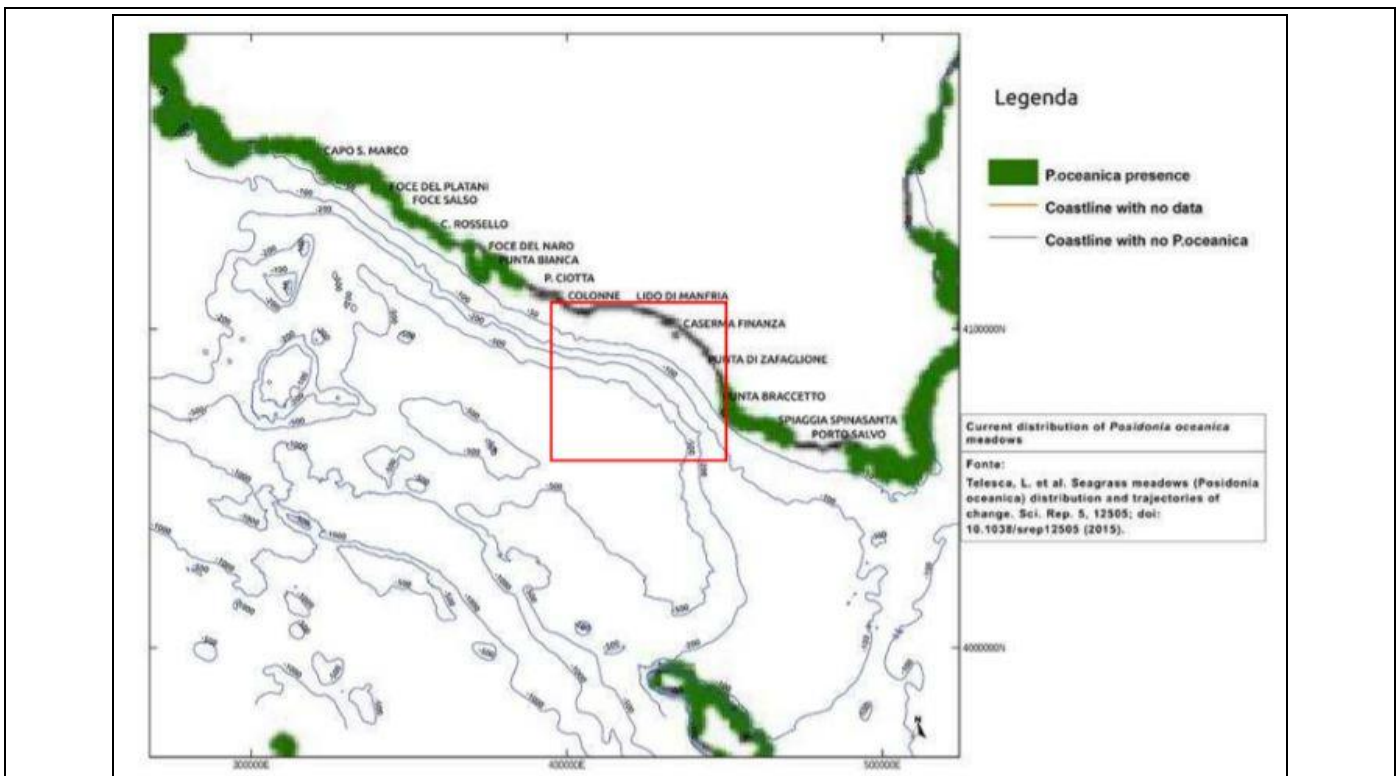 Legenda
P.oceanica presence
Coastline with no data
Coastline with no P.oceanica
CAPO S. MARCO
FOCE DEL PLATANI
FOCE SALSO
C. ROSSELLO
FOCE DEL NARO
PUNTA BIANCA
P. CIOTTA
COLONNE
LIDO DI MANFRIA
CASERMA FINANZA
PUNTA DI ZAFAGLIONE
PUNTA BRACCETTO
SPIAGGIA SPINASANTA
PORTO SALVO
4100000N
4000000N
300000E
400000E
500000E
N
Current distribution of Posidonia oceanica
meadows
Fonte:
Telesca, L. et al. Seagrass meadows (Posidonia
oceanica) distribution and trajectories of
change. Sci. Rep. 5, 12505; doi:
10.1038/srep12505 (2015).